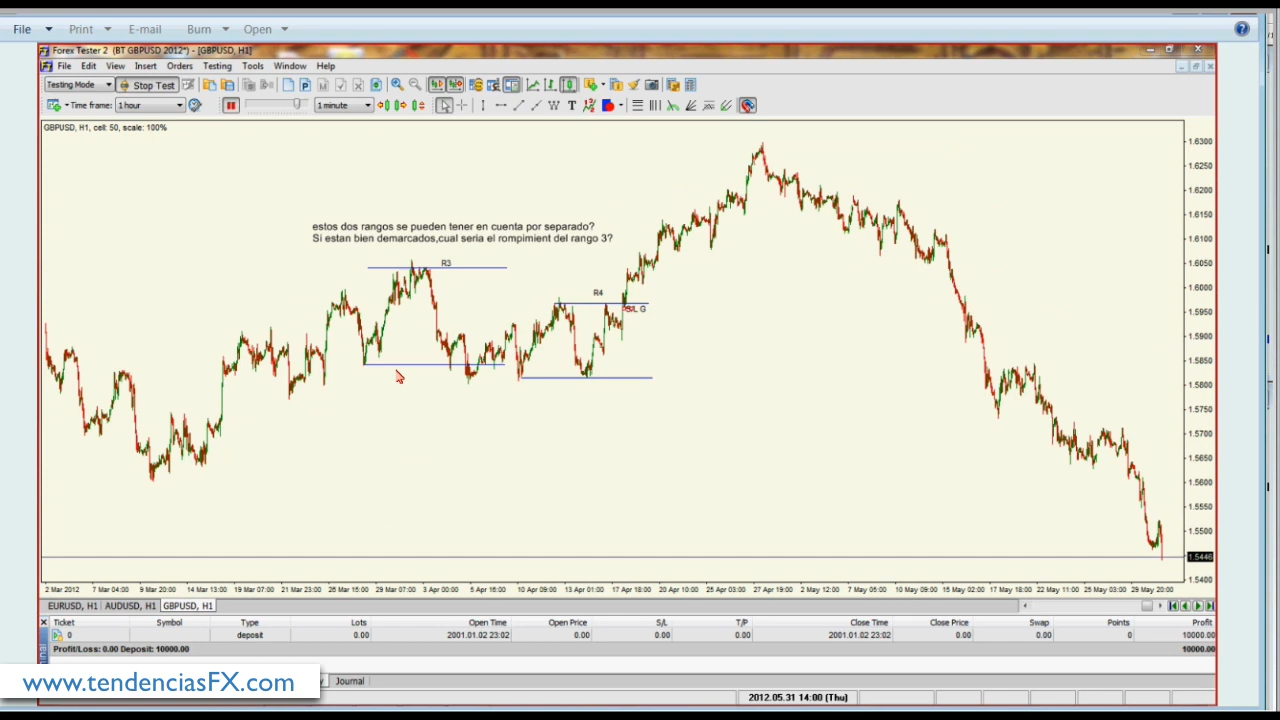 File Print E-mail Burn Open
Forex Tester 2 (BT GBPUSD 2012*) - [GBPUSD, H1]
File Edit View Insert Orders Testing Tools Window Help
Testing Mode Stop Test
Time frame: 1 hour 1 minute
GBPUSD, H1, cell: 50, scale: 100%
1.6300
1.6250
1.6200
1.6150
1.6100
1.6050
1.6000
1.5950
1.5900
1.5850
1.5800
1.5750
1.5700
1.5650
1.5600
1.5550
1.5500
1.5446
1.5400
estos dos rangos se pueden tener en cuenta por separado?
Si estan bien demarcados,cual seria el rompimient del rango 3?
R3
R4
S/L G
2 Mar 2012 7 Mar 04:00 9 Mar 20:00 14 Mar 13:00 19 Mar 07:00 21 Mar 23:00 26 Mar 15:00 29 Mar 07:00 3 Apr 00:00 5 Apr 16:00 10 Apr 09:00 13 Apr 01:00 17 Apr 18:00 20 Apr 10:00 25 Apr 03:00 27 Apr 19:00 2 May 12:00 7 May 05:00 10 May 09:00 15 May 02:00 17 May 18:00 22 May 11:00 25 May 03:00 29 May 20:00
EURUSD, H1 AUDUSD, H1 GBPUSD, H1
Ticket Symbol Type Lots Open Time Open Price S/L T/P Close Time Close Price Swap Points Profit
0 deposit 0.00 2001.01.02 23:02 0.00 0.00 0.00 2001.01.02 23:02 0.00 0.00 0 10000.00
Profit/Loss: 0.00 Deposit: 10000.00 10000.00
www.tendenciasFX.com
Journal
2012.05.31 14:00 (Thu)